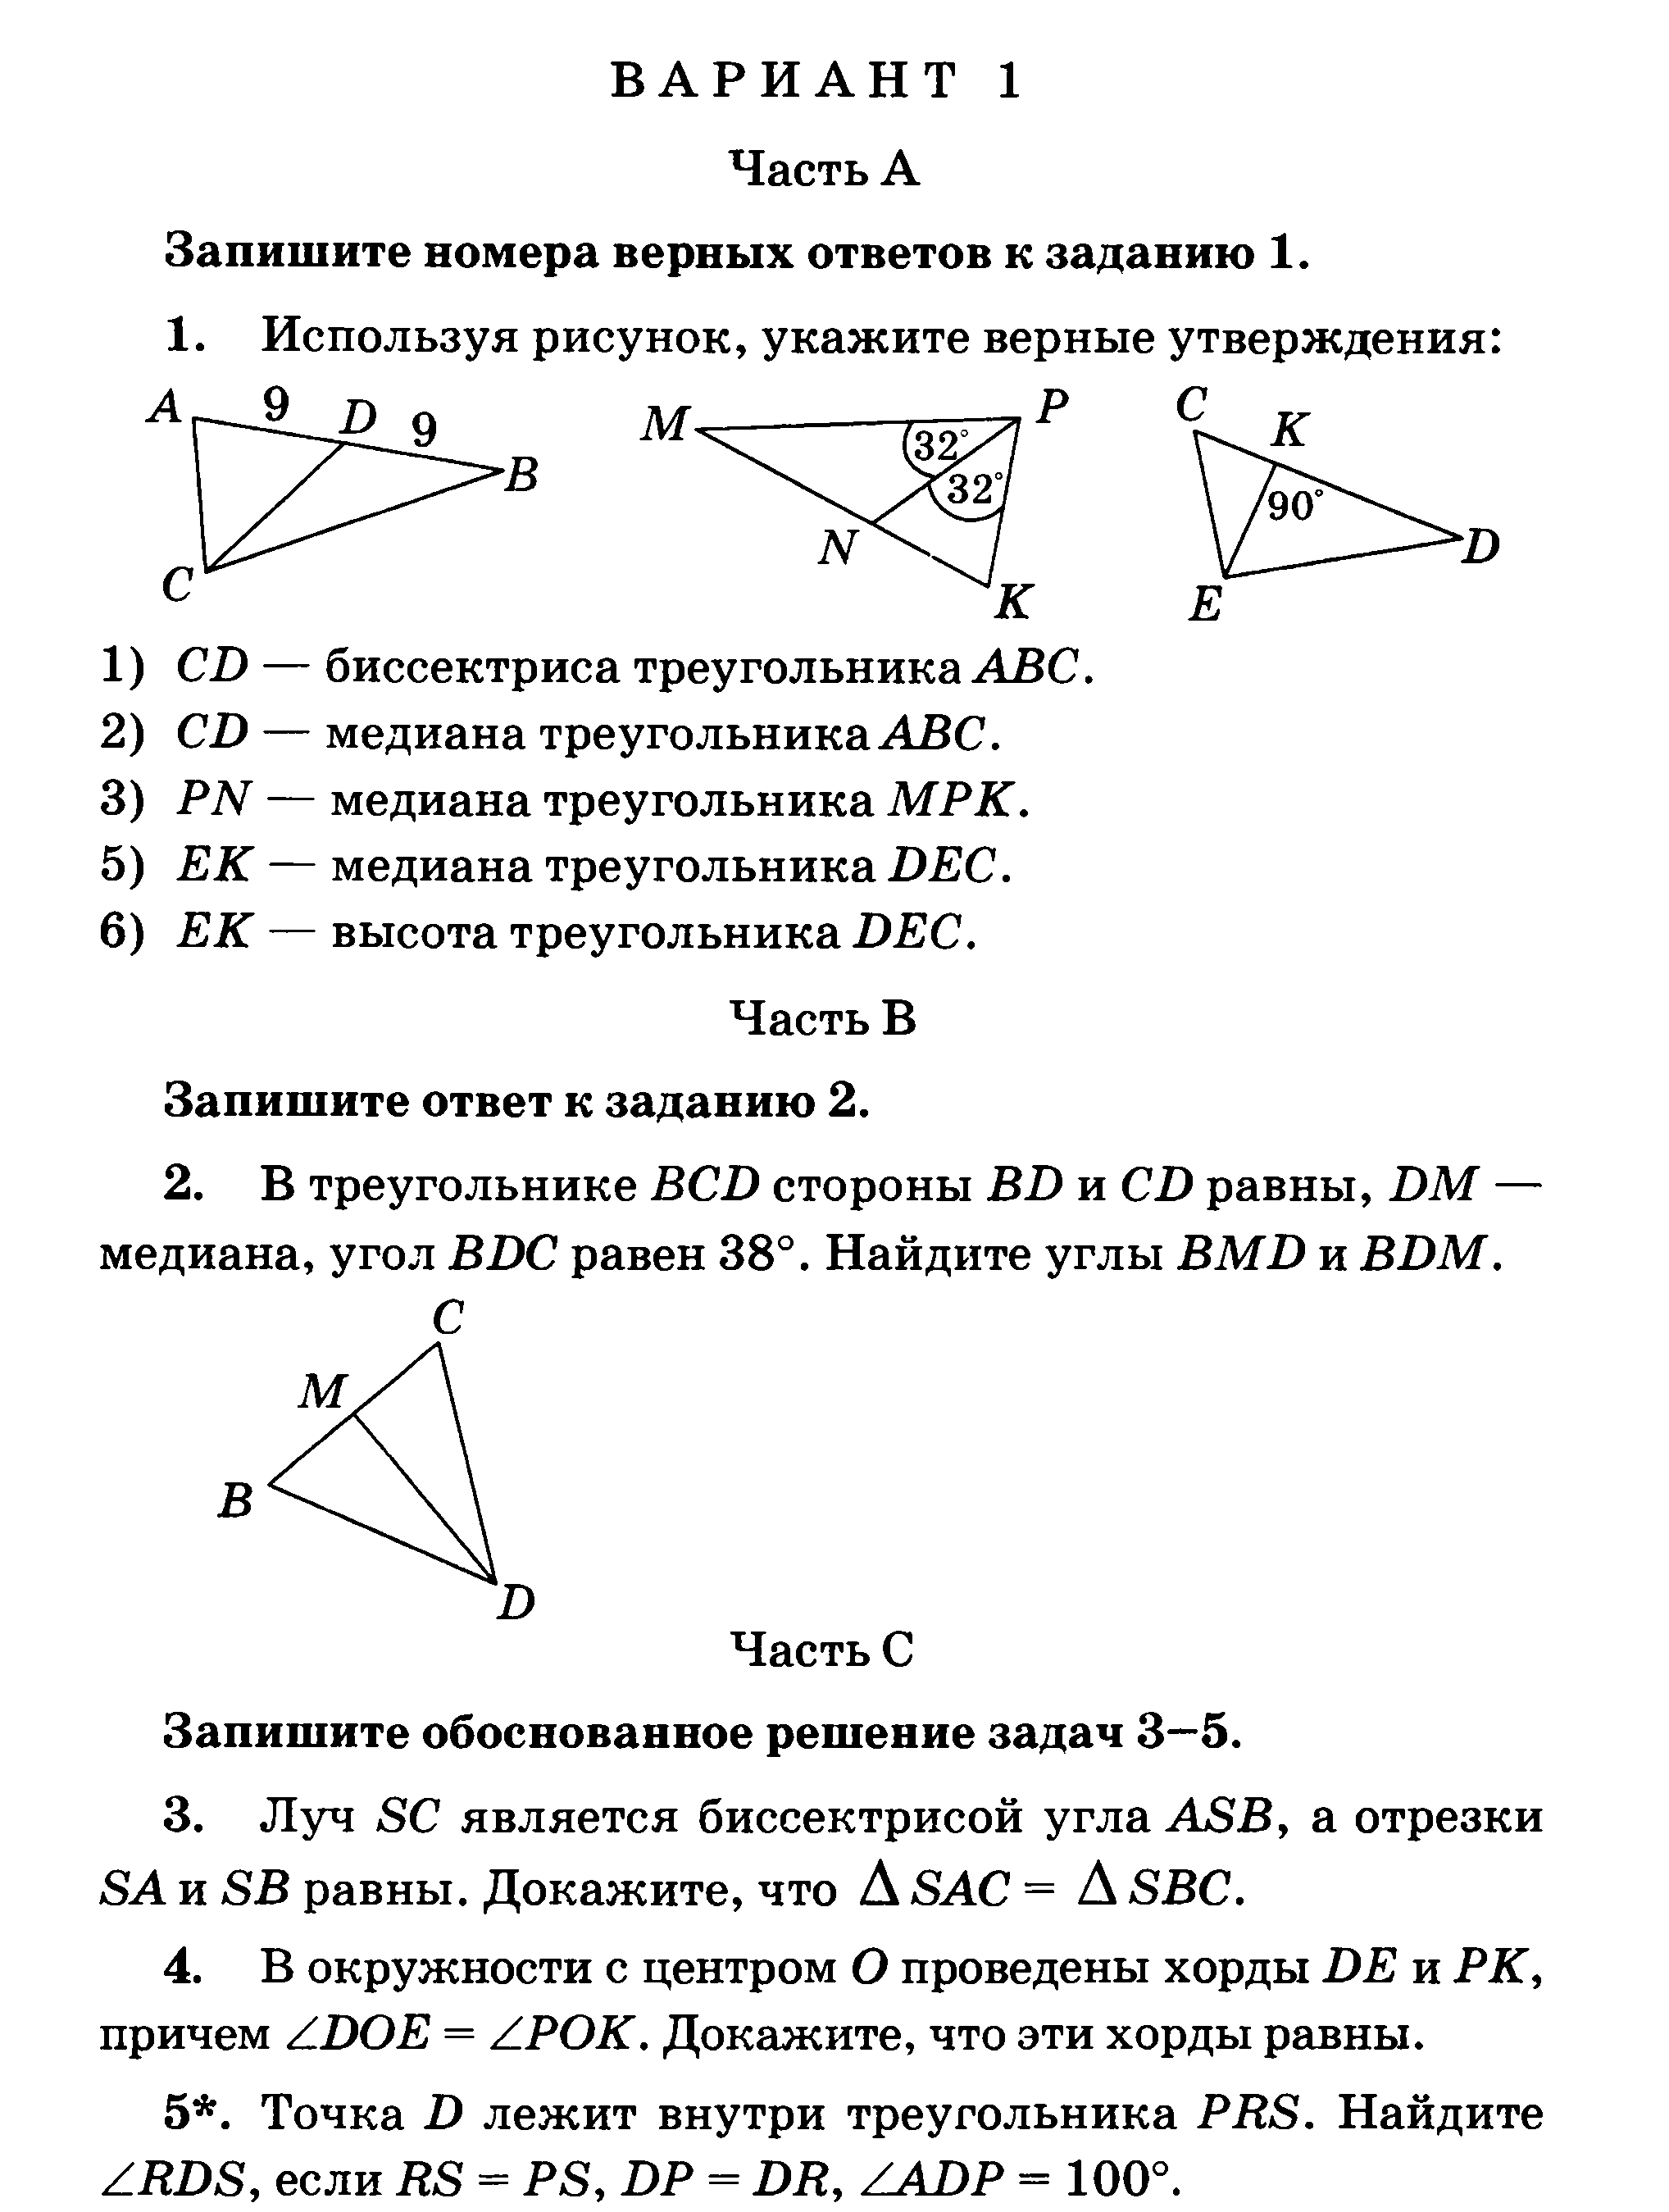 ВАРИАНТ 1
Часть А
Запишите номера верных ответов к заданию 1.
1. Используя рисунок, укажите верные утверждения:
A 9 D 9 B C
M P 32° 32° N K
C K 90° D E
1) CD — биссектриса треугольника ABC.
2) CD — медиана треугольника ABC.
3) PN — медиана треугольника MPK.
5) EK — медиана треугольника DEC.
6) EK — высота треугольника DEC.
Часть В
Запишите ответ к заданию 2.
2. В треугольнике BCD стороны BD и CD равны, DM —
медиана, угол BDC равен 38°. Найдите углы BMD и BDM.
C
M
B
D
Часть С
Запишите обоснованное решение задач 3–5.
3. Луч SC является биссектрисой угла ASB, а отрезки
SA и SB равны. Докажите, что Δ SAC = Δ SBC.
4. В окружности с центром O проведены хорды DE и PK,
причем ∠DOE = ∠POK. Докажите, что эти хорды равны.
5*. Точка D лежит внутри треугольника PRS. Найдите
∠RDS, если RS = PS, DP = DR, ∠ADP = 100°.